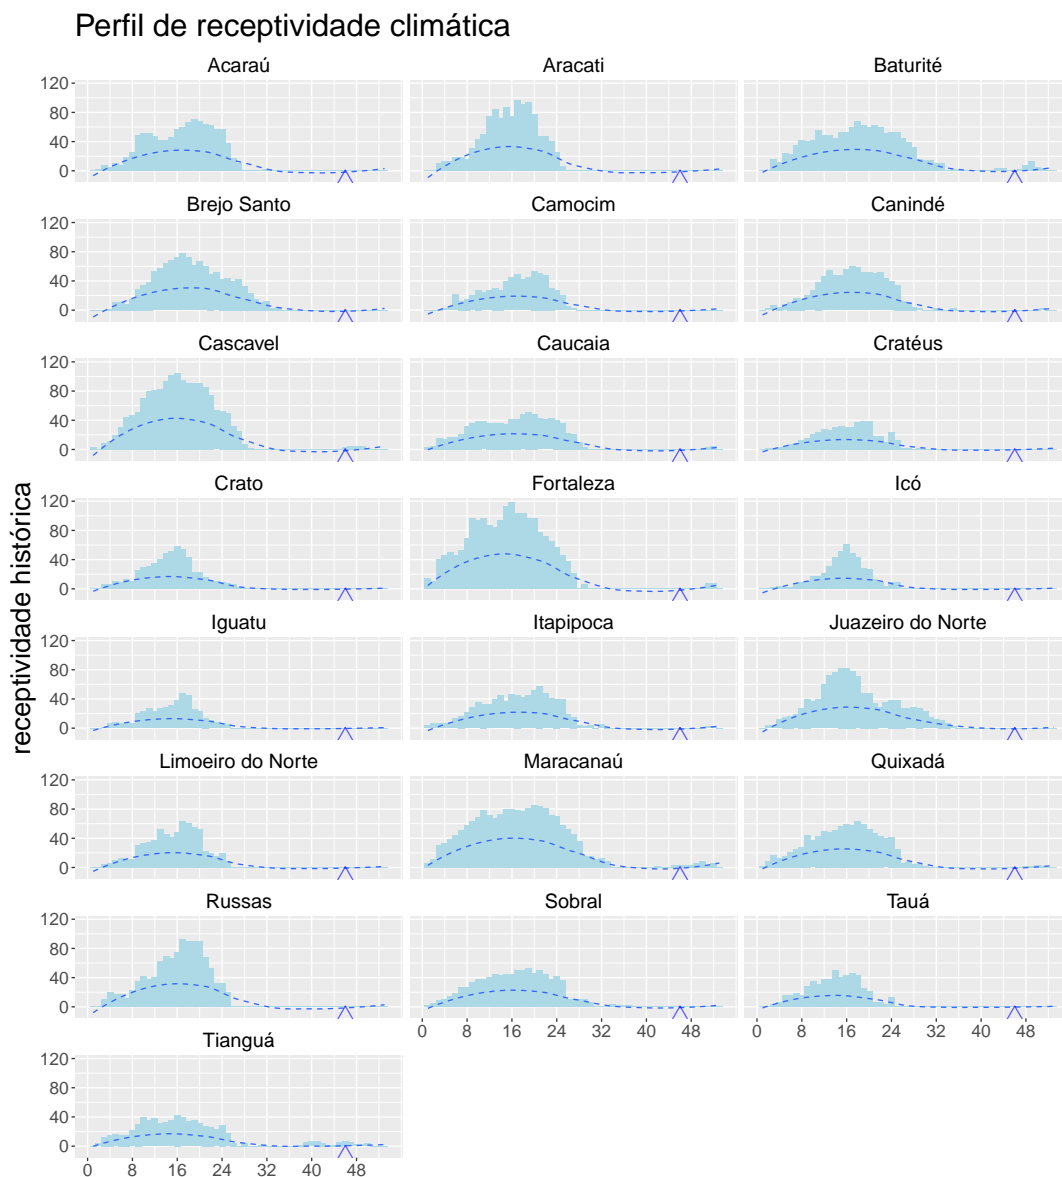 Perfil de receptividade climática
Acaraú Aracati Baturité
120
80
40
0
Brejo Santo Camocim Canindé
120
80
40
0
Cascavel Caucaia Cratéus
120
80
40
0
Crato Fortaleza Icó
120
80
40
0
receptividade histórica
Iguatu Itapipoca Juazeiro do Norte
120
80
40
0
Limoeiro do Norte Maracanaú Quixadá
120
80
40
0
Russas Sobral Tauá
120
80
40
0
0 8 16 24 32 40 48 0 8 16 24 32 40 48
Tianguá
120
80
40
0
0 8 16 24 32 40 48